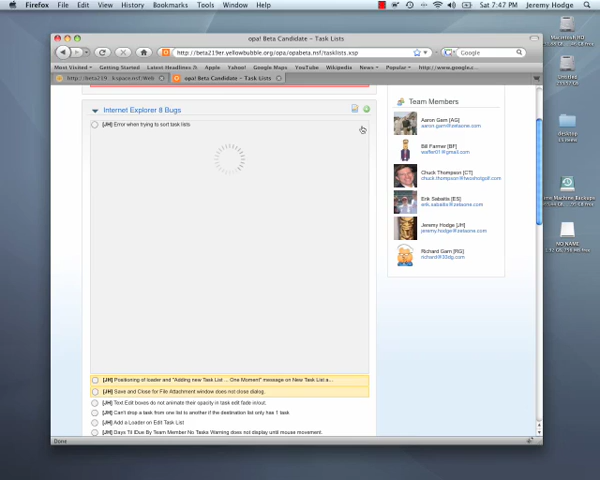 Firefox File Edit View History Bookmarks Tools Window Help
Sat 7:47 PM Jeremy Hodge
opa! Beta Candidate – Task Lists
http://beta219er.yellowbubble.org/opa/opabeta.nsf/tasklists.xsp
Google
Most Visited Getting Started Latest Headlines Apple Yahoo! Google Maps YouTube Wikipedia News Popular
opa! Beta Candidate – Task Lists
Internet Explorer 8 Bugs
[JH] Error when trying to sort task lists
[JH] Positioning of loader and "Adding new Task List ... One Moment" message on New Task List a...
[JH] Save and Close for File Attachment window does not close dialog.
[JH] Text Edit boxes do not animate their opacity in task edit fade in/out.
[JH] Can't drop a task from one list to another if the destination list only has 1 task
[JH] Add a Loader on Edit Task List
[JH] Days Til Due By Team Member No Tasks Warning does not display until mouse movement.
Team Members
Aaron Garn [AG]
Bill Farmer [BF]
Chuck Thompson [CT]
Erik Sabatts [ES]
Jeremy Hodge [JH]
Richard Garn [RG]
Done
desktop
NO NAME